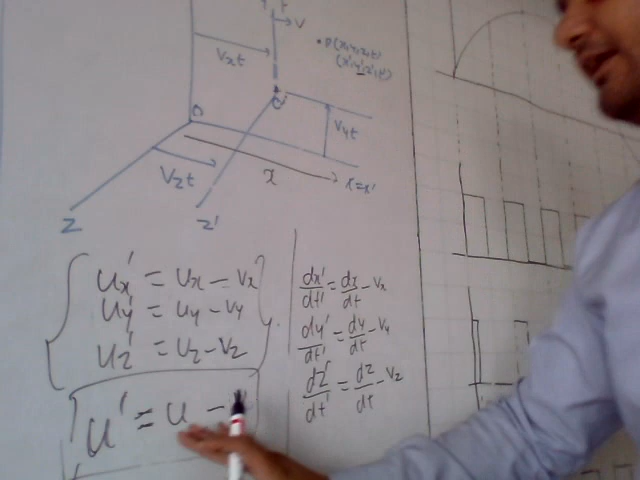 V
Vxt
P(x,y,z,t)
(x',y',z',t')
O'
O
Vyt
Vzt
x
x=x'
Z
Z'
Ux' = Ux - Vx
Uy' = Uy - Vy
Uz' = Uz - Vz
U' = U -
dx'/dt' = dx/dt - Vx
dy'/dt' = dy/dt - Vy
dz'/dt' = dz/dt - Vz